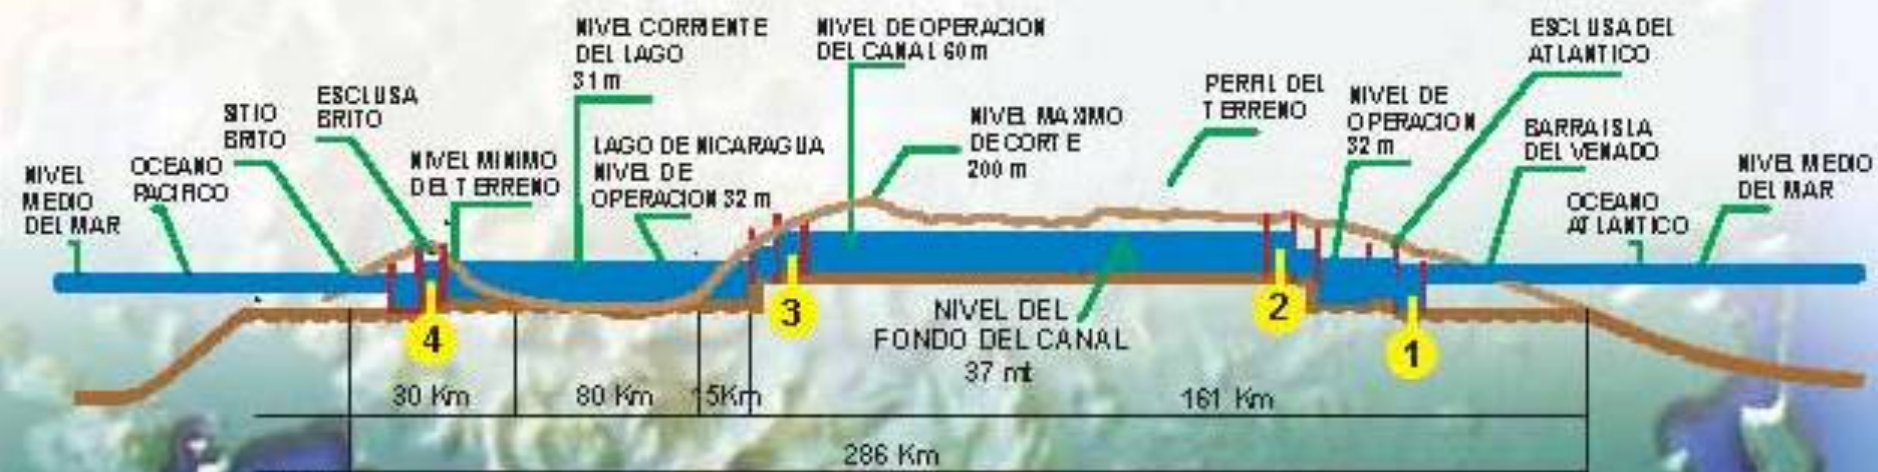 NIVEL
MEDIO
DEL MAR
OCEANO
PACIFICO
SITIO
BRITO
ESCLUSA
BRITO
NIVEL MINIMO
DEL TERRENO
NIVEL CORRIENTE
DEL LAGO
31 m
LAGO DE NICARAGUA
NIVEL DE
OPERACION 32 m
NIVEL DE OPERACION
DEL CANAL 60 m
NIVEL MAXIMO
DE CORTE
200 m
PERFIL DEL
TERRENO
NIVEL DE
OPERACION
32 m
ESCLUSA DEL
ATLANTICO
BARRA ISLA
DEL VENADO
OCEANO
ATLANTICO
NIVEL MEDIO
DEL MAR
4
3
2
1
NIVEL DEL
FONDO DEL CANAL
37 mt
30 Km
80 Km
15Km
161 Km
286 Km